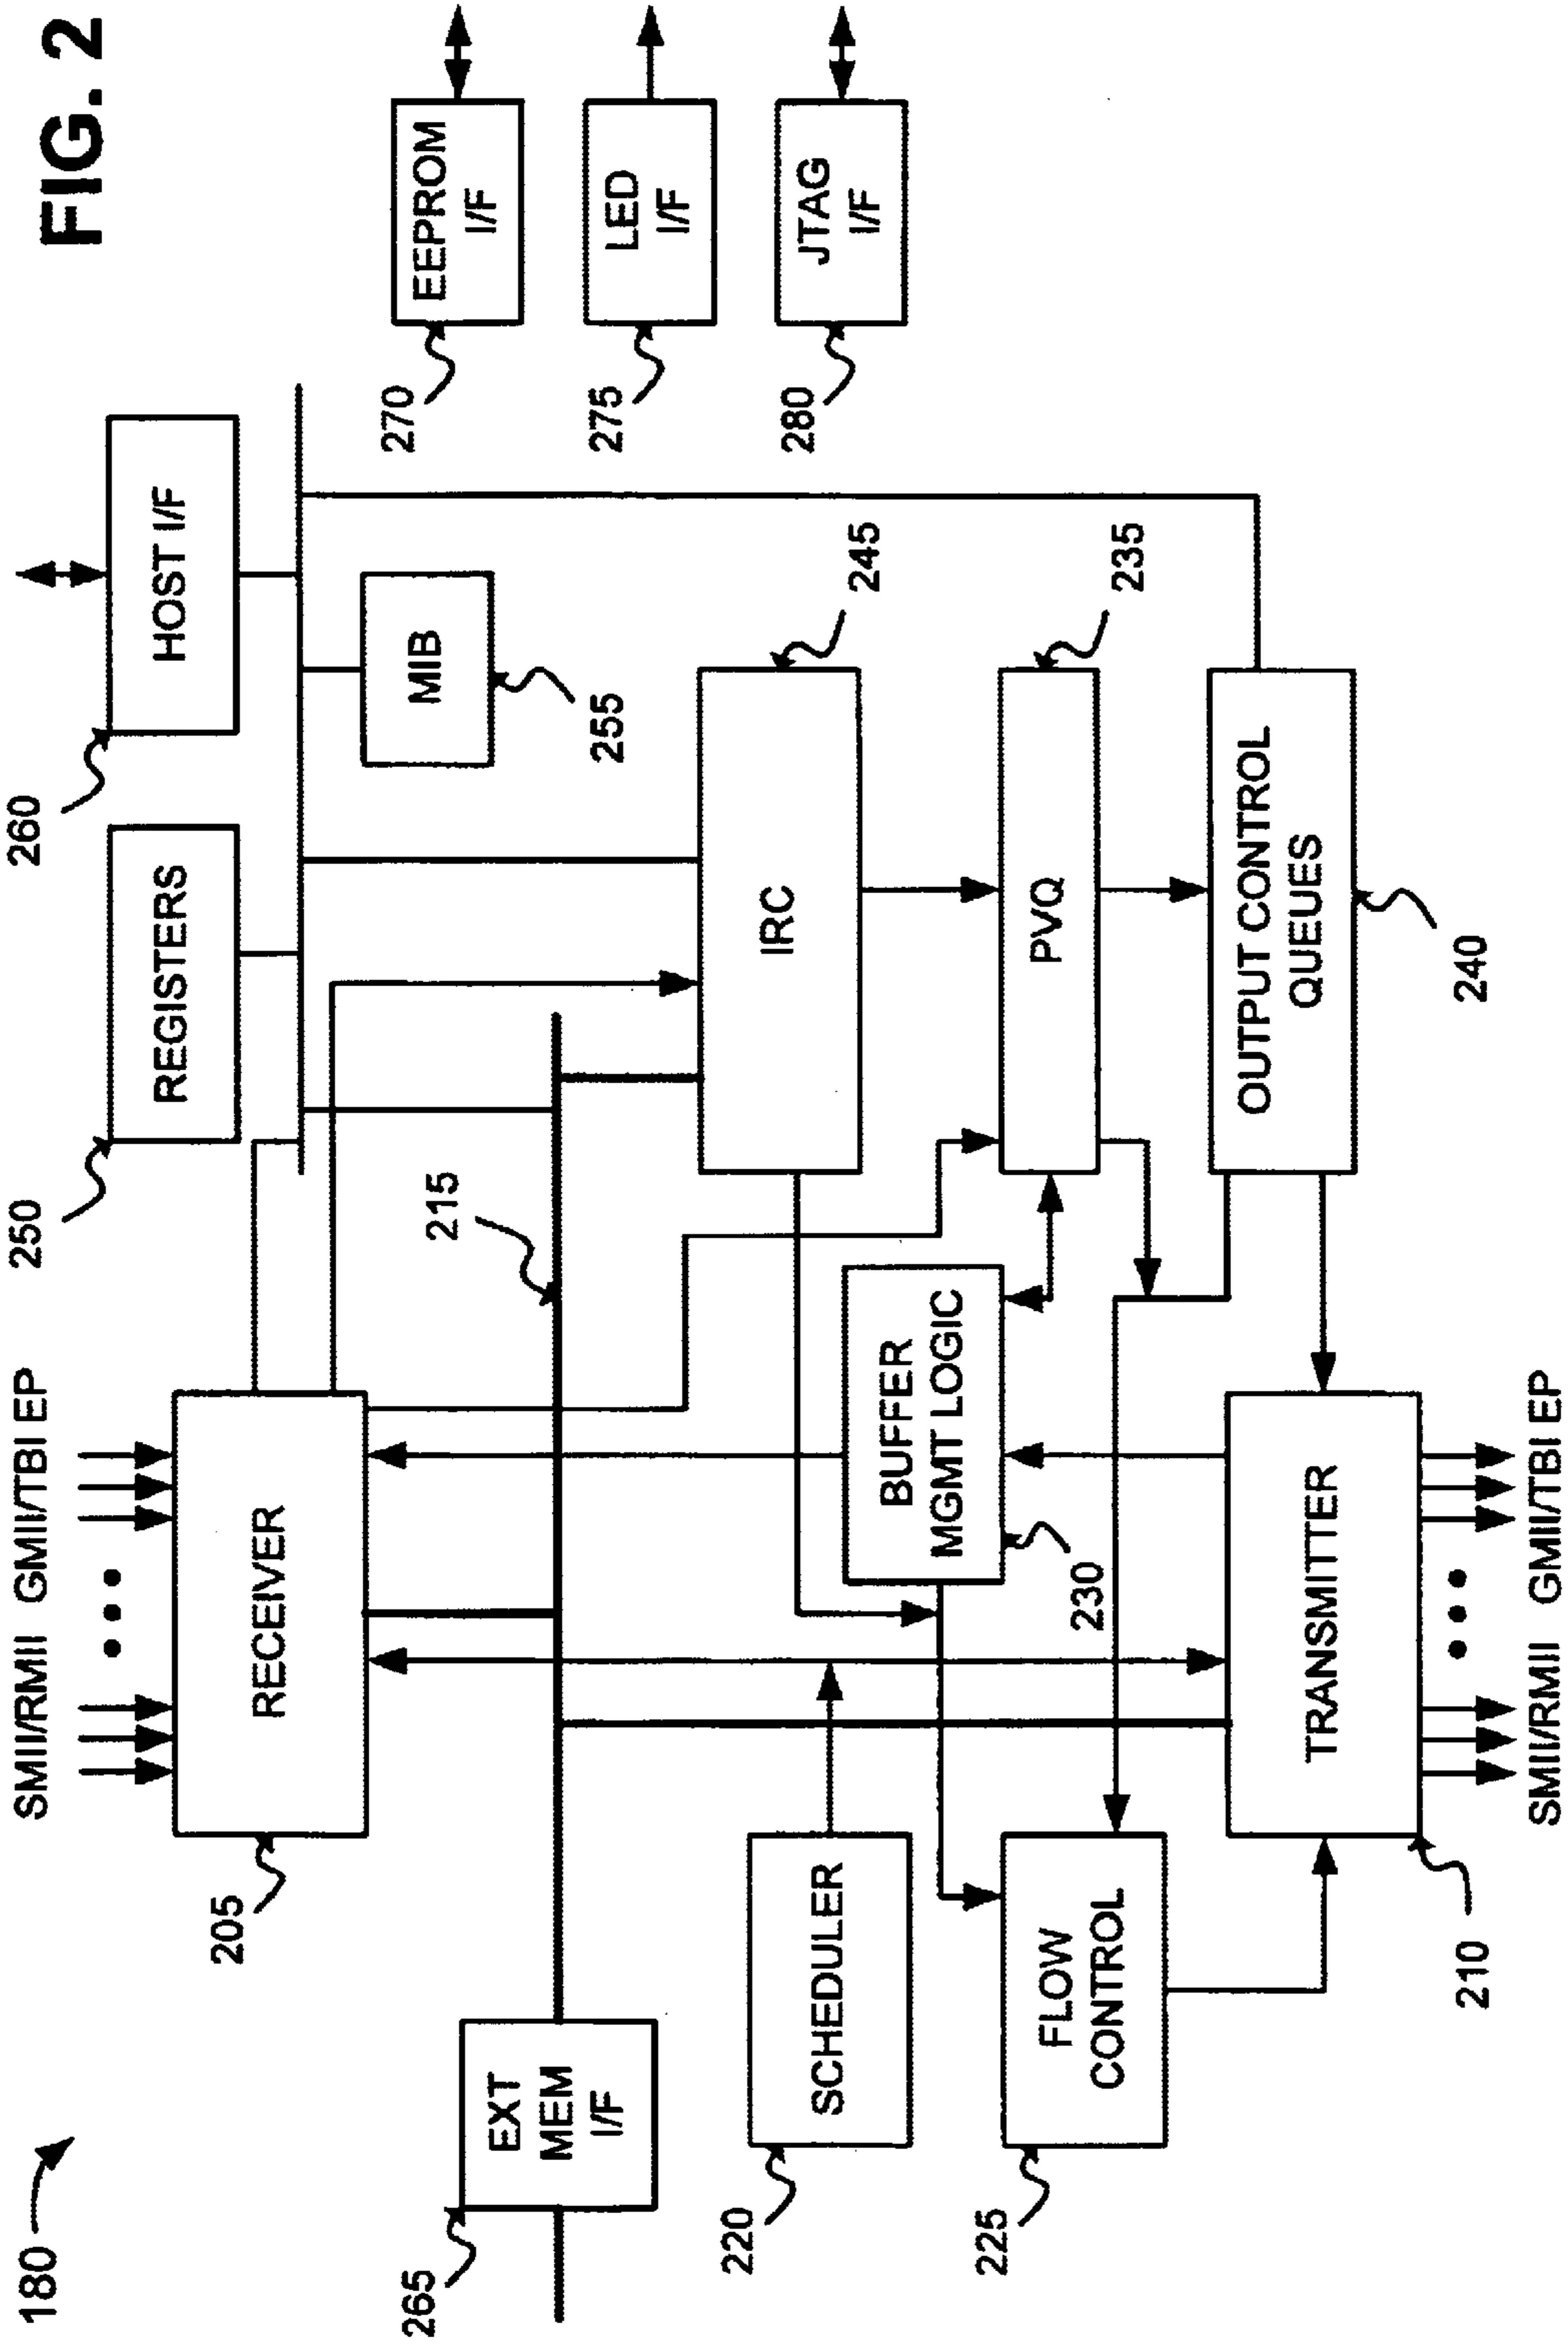 FIG. 2
180
SMII/RMII GMII/TBI EP
250
260
REGISTERS
HOST I/F
205
RECEIVER
MIB
255
270
EEPROM
I/F
265
EXT
MEM
I/F
215
275
LED
I/F
280
JTAG
I/F
220
SCHEDULER
BUFFER
MGMT LOGIC
230
IRC
245
225
FLOW
CONTROL
PVQ
235
210
TRANSMITTER
OUTPUT CONTROL
QUEUES
240
SMII/RMII GMII/TBI EP